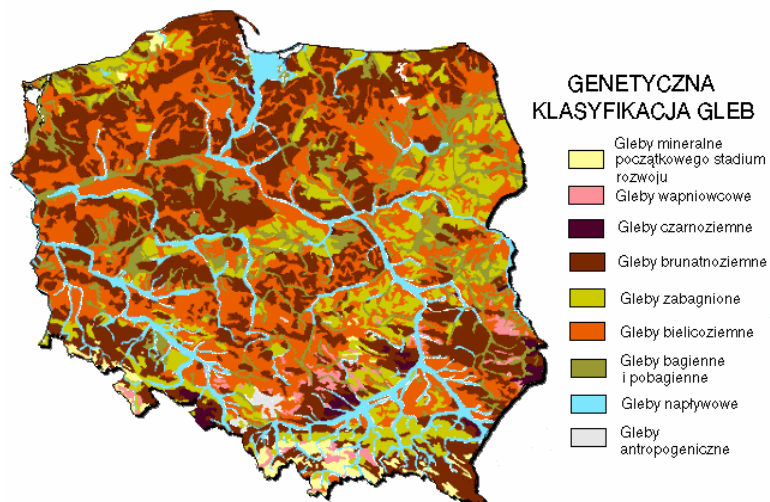 GENETYCZNA
KLASYFIKACJA GLEB
Gleby mineralne
początkowego stadium
rozwoju
Gleby wapniowcowe
Gleby czarnoziemne
Gleby brunatnoziemne
Gleby zabagnione
Gleby bielicoziemne
Gleby bagienne
i pobagienne
Gleby napływowe
Gleby
antropogeniczne